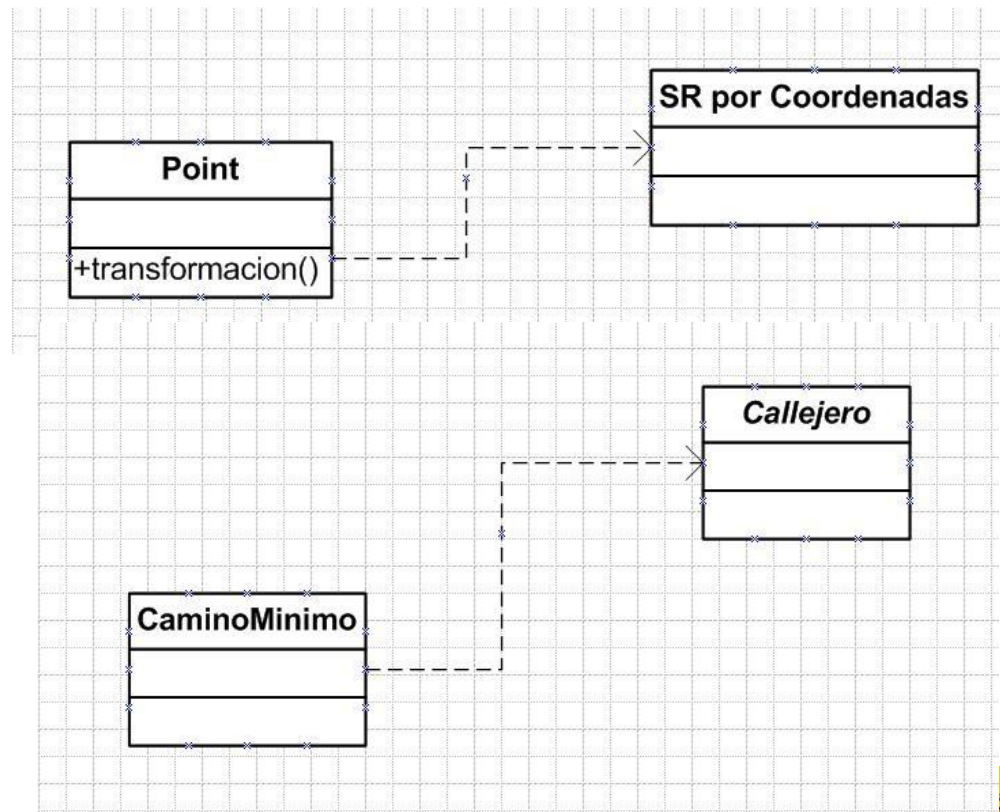 SR por Coordenadas
Point
+transformacion()
Callejero
CaminoMinimo